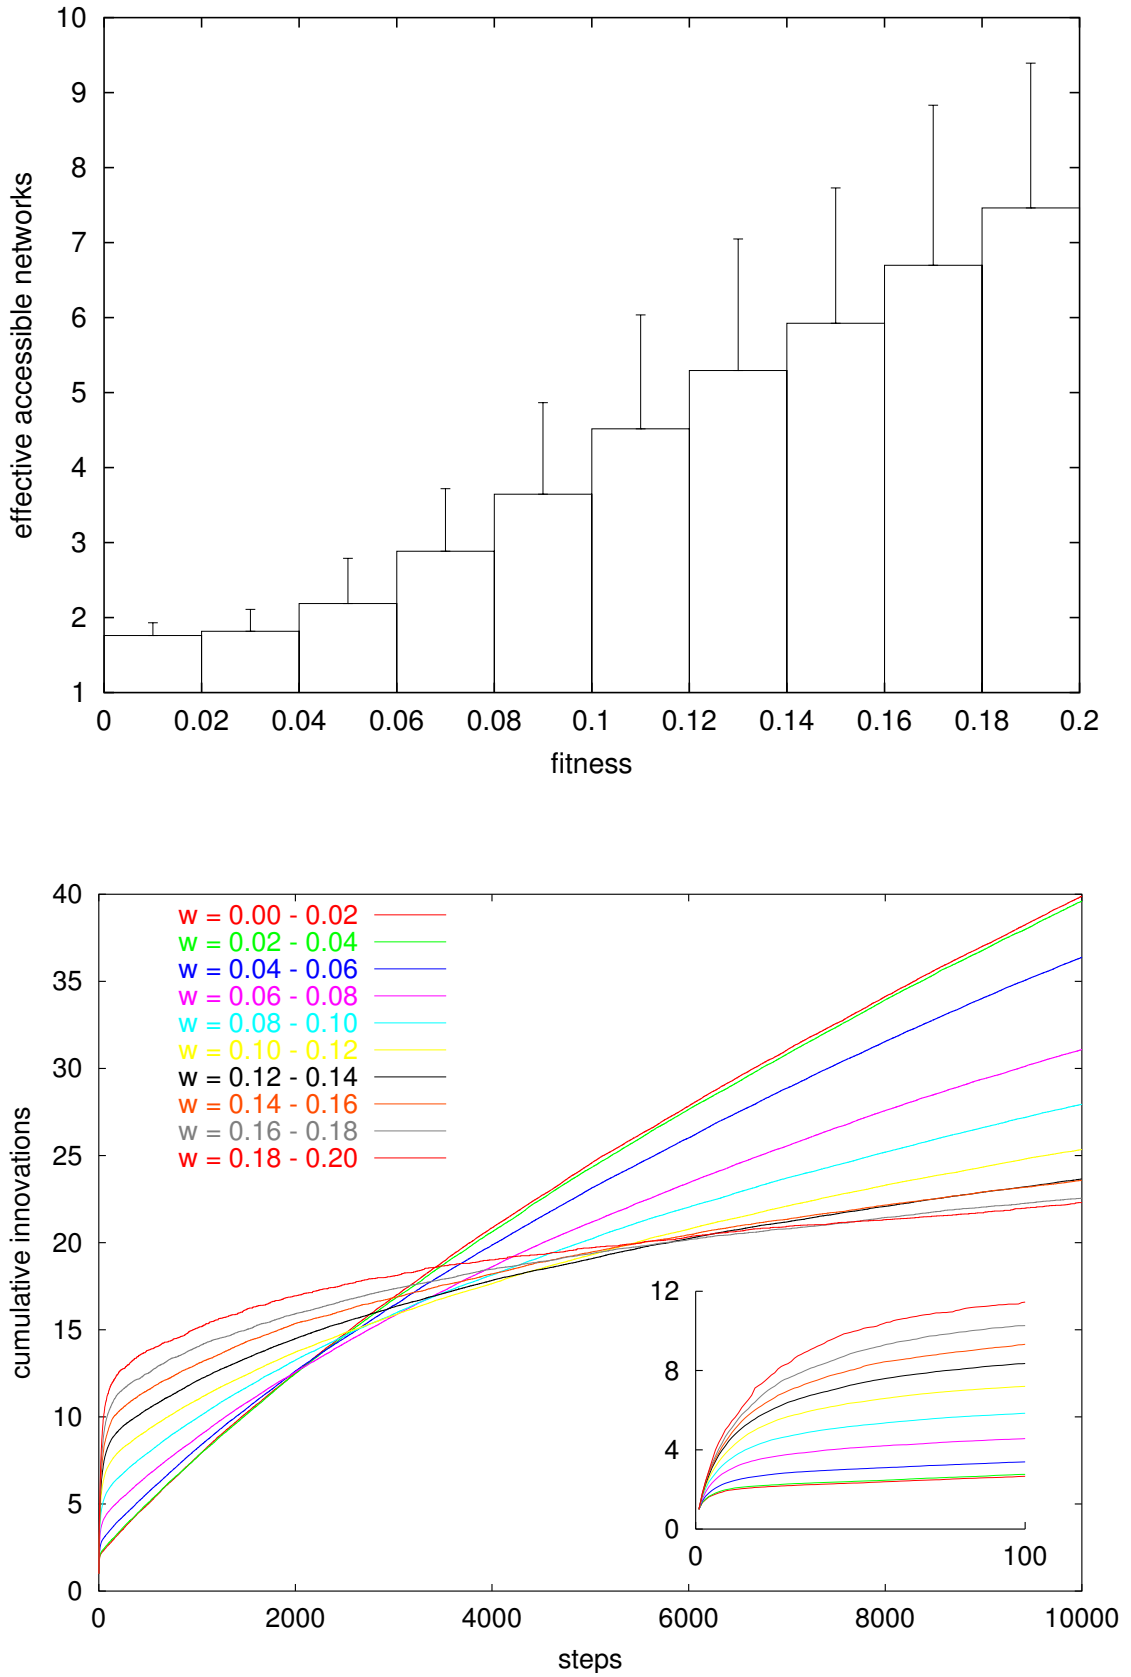 10
9
8
7
6
5
4
3
2
1
effective accessible networks
0 0.02 0.04 0.06 0.08 0.1 0.12 0.14 0.16 0.18 0.2
fitness
40
35
30
25
20
15
10
5
0
cumulative innovations
w = 0.00 - 0.02
w = 0.02 - 0.04
w = 0.04 - 0.06
w = 0.06 - 0.08
w = 0.08 - 0.10
w = 0.10 - 0.12
w = 0.12 - 0.14
w = 0.14 - 0.16
w = 0.16 - 0.18
w = 0.18 - 0.20
12
8
4
0
0 100
0 2000 4000 6000 8000 10000
steps